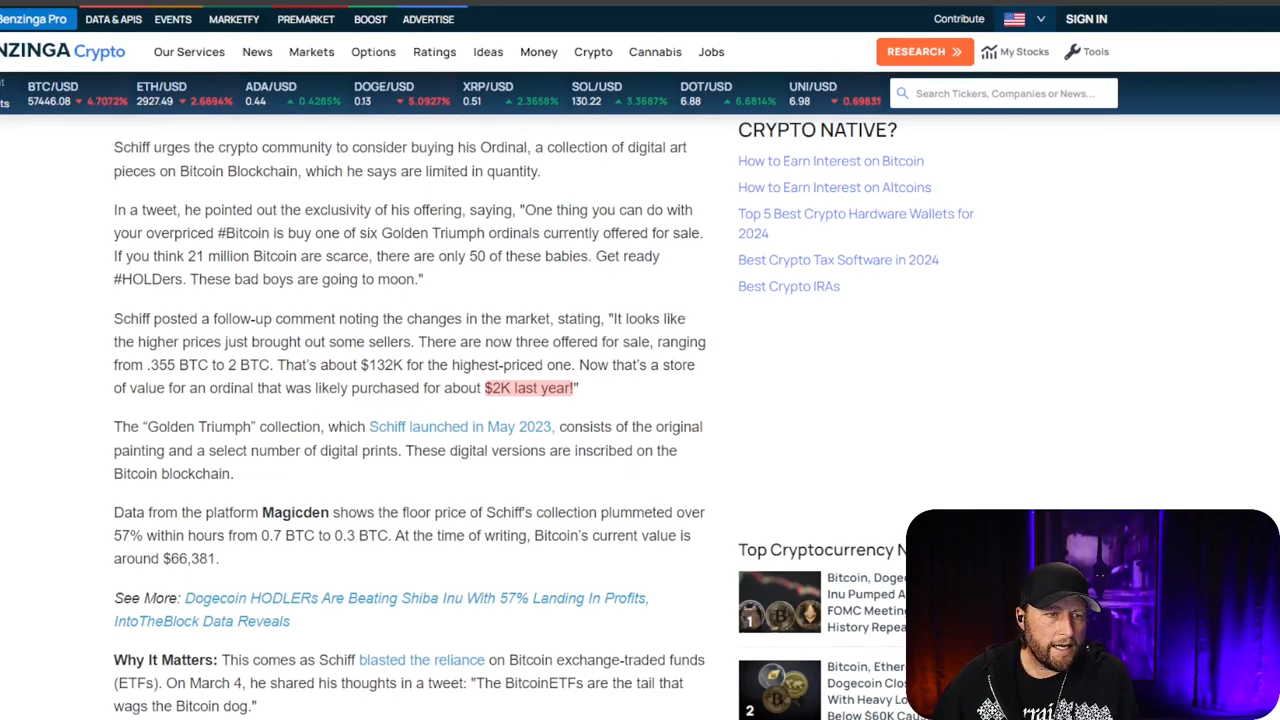 Benzinga Pro DATA & APIS EVENTS MARKETFY PREMARKET BOOST ADVERTISE Contribute SIGN IN
NZINGA Crypto Our Services News Markets Options Ratings Ideas Money Crypto Cannabis Jobs RESEARCH My Stocks Tools
BTC/USD ETH/USD ADA/USD DOGE/USD XRP/USD SOL/USD DOT/USD UNI/USD
57446.08 4.7072% 2927.49 2.6694% 0.44 0.4285% 0.13 5.0927% 0.51 2.3658% 130.22 3.3687% 6.88 6.6814% 6.98 0.6983%
Search Tickers, Companies or News...
Schiff urges the crypto community to consider buying his Ordinal, a collection of digital art
pieces on Bitcoin Blockchain, which he says are limited in quantity.
In a tweet, he pointed out the exclusivity of his offering, saying, "One thing you can do with
your overpriced #Bitcoin is buy one of six Golden Triumph ordinals currently offered for sale.
If you think 21 million Bitcoin are scarce, there are only 50 of these babies. Get ready
#HOLDers. These bad boys are going to moon."
Schiff posted a follow-up comment noting the changes in the market, stating, "It looks like
the higher prices just brought out some sellers. There are now three offered for sale, ranging
from .355 BTC to 2 BTC. That's about $132K for the highest-priced one. Now that's a store
of value for an ordinal that was likely purchased for about $2K last year!"
The “Golden Triumph” collection, which Schiff launched in May 2023, consists of the original
painting and a select number of digital prints. These digital versions are inscribed on the
Bitcoin blockchain.
Data from the platform Magicden shows the floor price of Schiff's collection plummeted over
57% within hours from 0.7 BTC to 0.3 BTC. At the time of writing, Bitcoin's current value is
around $66,381.
See More: Dogecoin HODLERs Are Beating Shiba Inu With 57% Landing In Profits,
IntoTheBlock Data Reveals
Why It Matters: This comes as Schiff blasted the reliance on Bitcoin exchange-traded funds
(ETFs). On March 4, he shared his thoughts in a tweet: "The BitcoinETFs are the tail that
wags the Bitcoin dog."
CRYPTO NATIVE?
How to Earn Interest on Bitcoin
How to Earn Interest on Altcoins
Top 5 Best Crypto Hardware Wallets for
2024
Best Crypto Tax Software in 2024
Best Crypto IRAs
Top Cryptocurrency N
1
Bitcoin, Doge
Inu Pumped A
FOMC Meetin
History Repea
2
Bitcoin, Ether
Dogecoin Clos
With Heavy Lo
Below $60K Cau